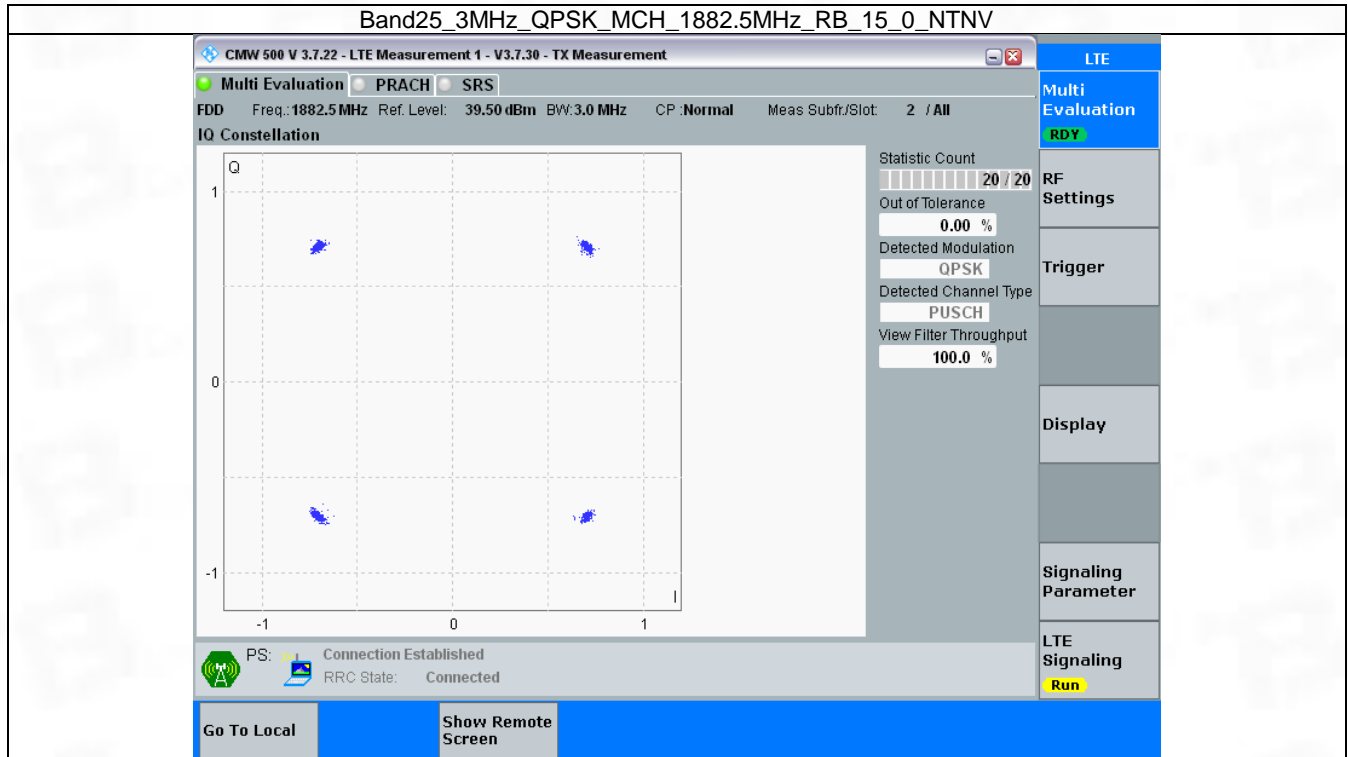 Band25_3MHz_QPSK_MCH_1882.5MHz_RB_15_0_NTNV
CMW 500 V 3.7.22 - LTE Measurement 1 - V3.7.30 - TX Measurement
Multi Evaluation PRACH SRS
FDD Freq.:1882.5 MHz Ref. Level: 39.50 dBm BW:3.0 MHz CP :Normal Meas Subfr./Slot: 2 / All
IQ Constellation
Q
1
0
-1
I
-1 0 1
Statistic Count
20 / 20
Out of Tolerance
0.00 %
Detected Modulation
QPSK
Detected Channel Type
PUSCH
View Filter Throughput
100.0 %
PS: Connection Established
RRC State: Connected
LTE
Multi
Evaluation
RDY
RF
Settings
Trigger
Display
Signaling
Parameter
LTE
Signaling
Run
Go To Local
Show Remote
Screen